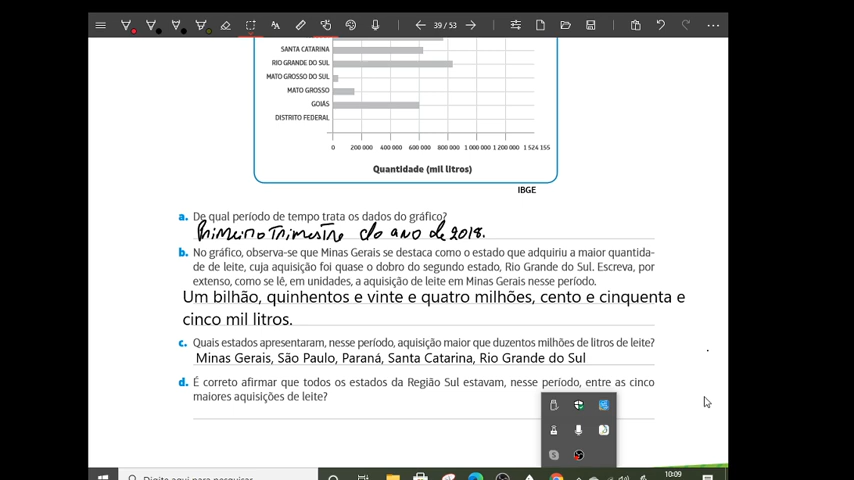 39 / 53
SANTA CATARINA
RIO GRANDE DO SUL
MATO GROSSO DO SUL
MATO GROSSO
GOIÁS
DISTRITO FEDERAL
0 200 000 400 000 600 000 800 000 1 000 000 1 200 000 1 524 155
Quantidade (mil litros)
IBGE
a. De qual período de tempo trata os dados do gráfico?
Primeiro Trimestre do ano de 2018.
b. No gráfico, observa-se que Minas Gerais se destaca como o estado que adquiriu a maior quantida-
de de leite, cuja aquisição foi quase o dobro do segundo estado, Rio Grande do Sul. Escreva, por
extenso, como se lê, em unidades, a aquisição de leite em Minas Gerais nesse período.
Um bilhão, quinhentos e vinte e quatro milhões, cento e cinquenta e
cinco mil litros.
c. Quais estados apresentaram, nesse período, aquisição maior que duzentos milhões de litros de leite?
Minas Gerais, São Paulo, Paraná, Santa Catarina, Rio Grande do Sul
d. É correto afirmar que todos os estados da Região Sul estavam, nesse período, entre as cinco
maiores aquisições de leite?
Digite aqui para pesquisar
10:09